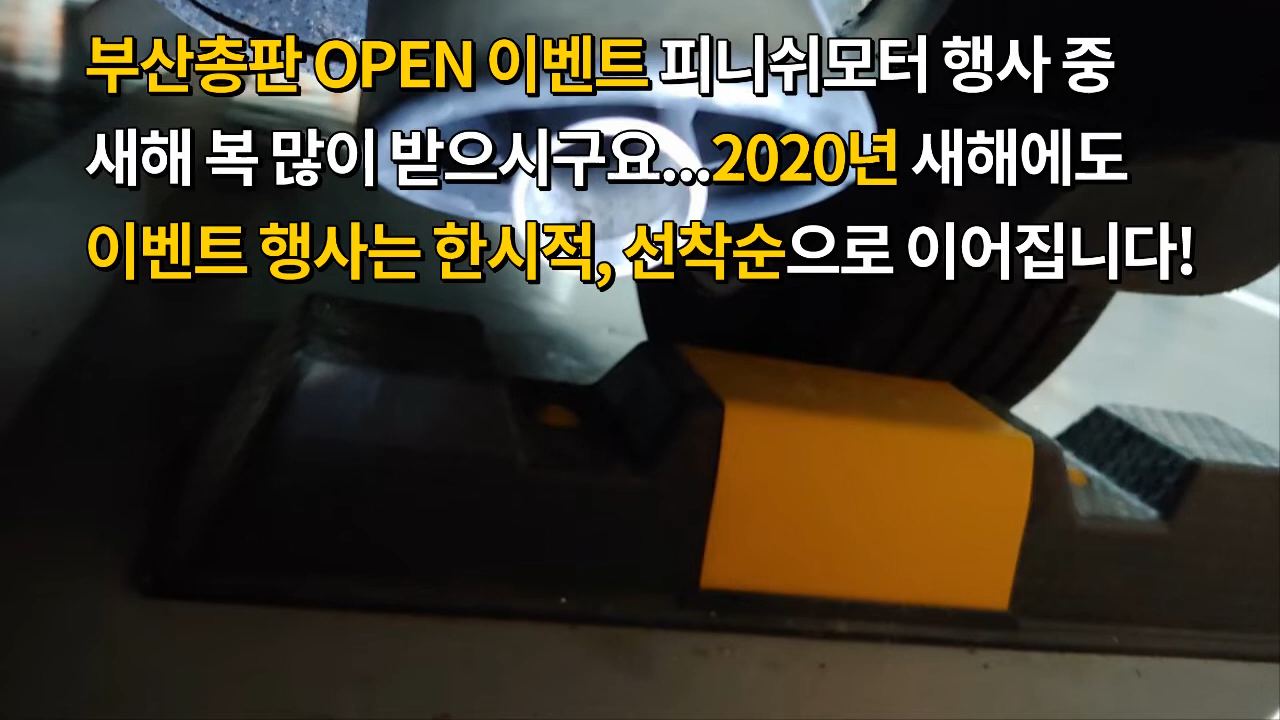 부산총판 OPEN 이벤트 피니쉬모터 행사 중
새해 복 많이 받으시구요...2020년 새해에도
이벤트 행사는 한시적, 선착순으로 이어집니다!